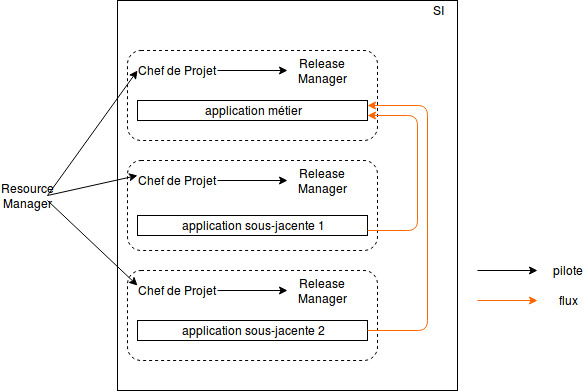 SI
Chef de Projet
Release
Manager
application métier
Resource
Manager
Chef de Projet
Release
Manager
application sous-jacente 1
Chef de Projet
Release
Manager
application sous-jacente 2
pilote
flux